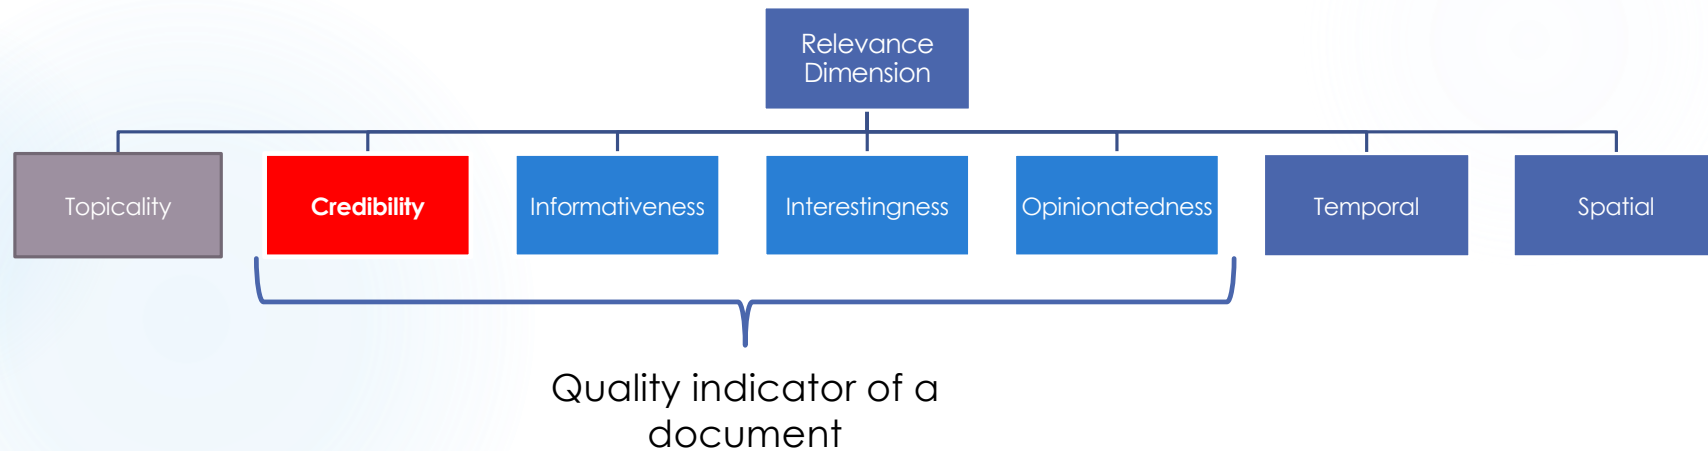 Relevance
Dimension
Topicality
Credibility
Informativeness
Interestingness
Opinionatedness
Temporal
Spatial
Quality indicator of a
document